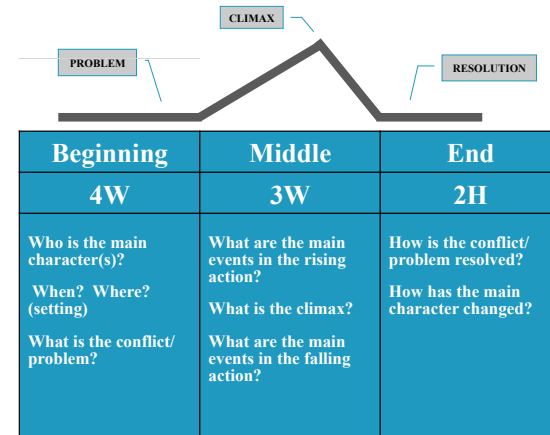 CLIMAX
PROBLEM
RESOLUTION
Beginning
Middle
End
4W
3W
2H
Who is the main
character(s)?
When? Where?
(setting)
What is the conflict/
problem?
What are the main
events in the rising
action?
What is the climax?
What are the main
events in the falling
action?
How is the conflict/
problem resolved?
How has the main
character changed?